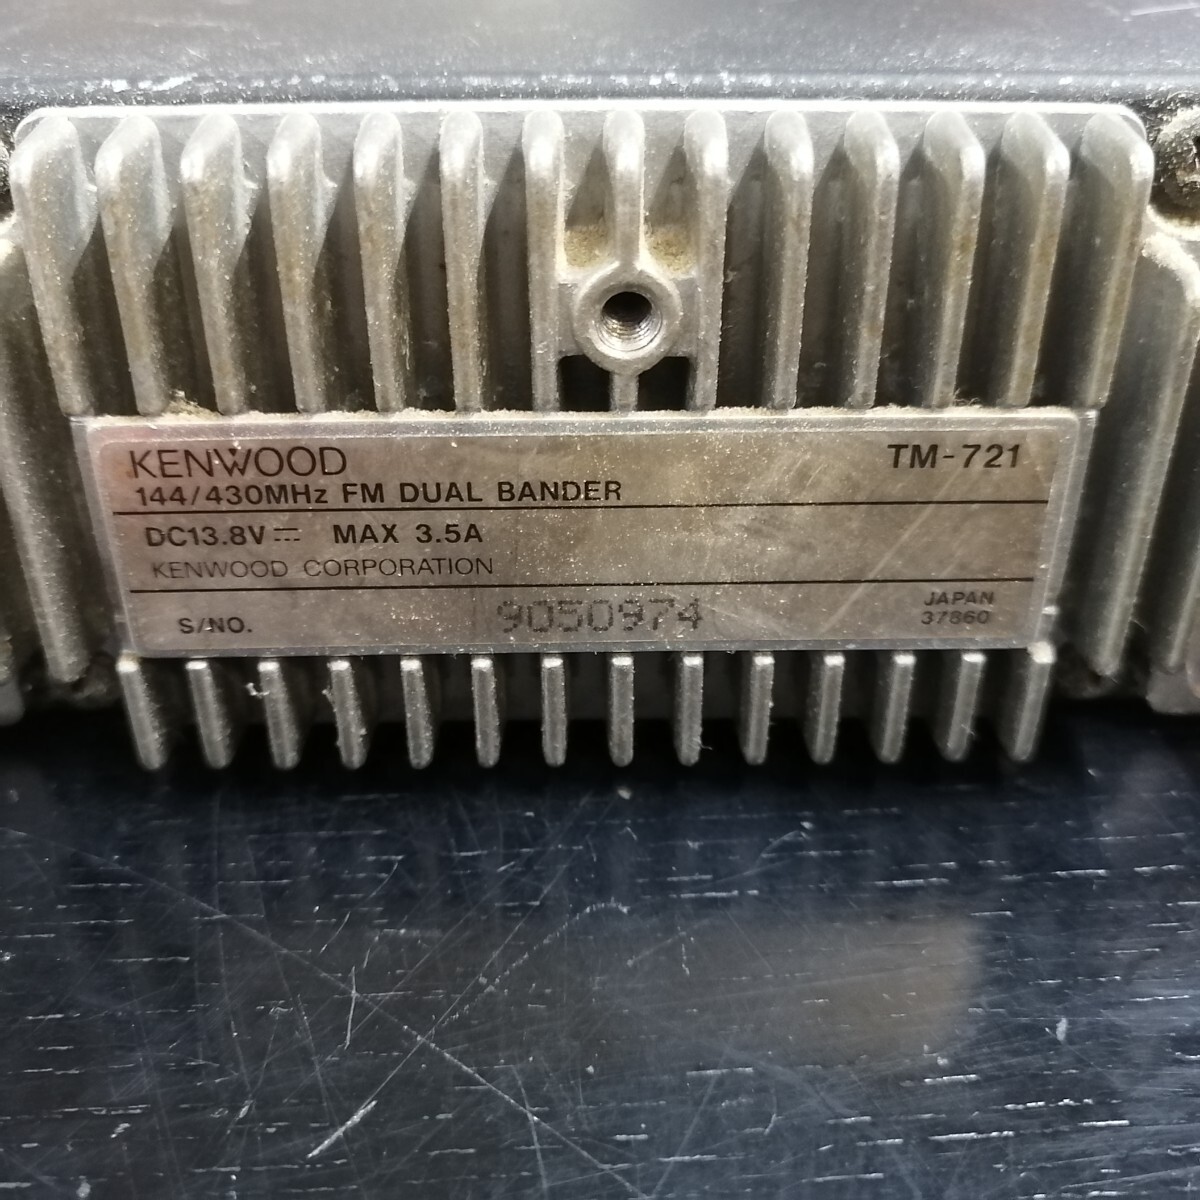 KENWOOD TM-721
144/430MHz FM DUAL BANDER
DC13.8V MAX 3.5A
KENWOOD CORPORATION
S/NO. 9050974 JAPAN
37860